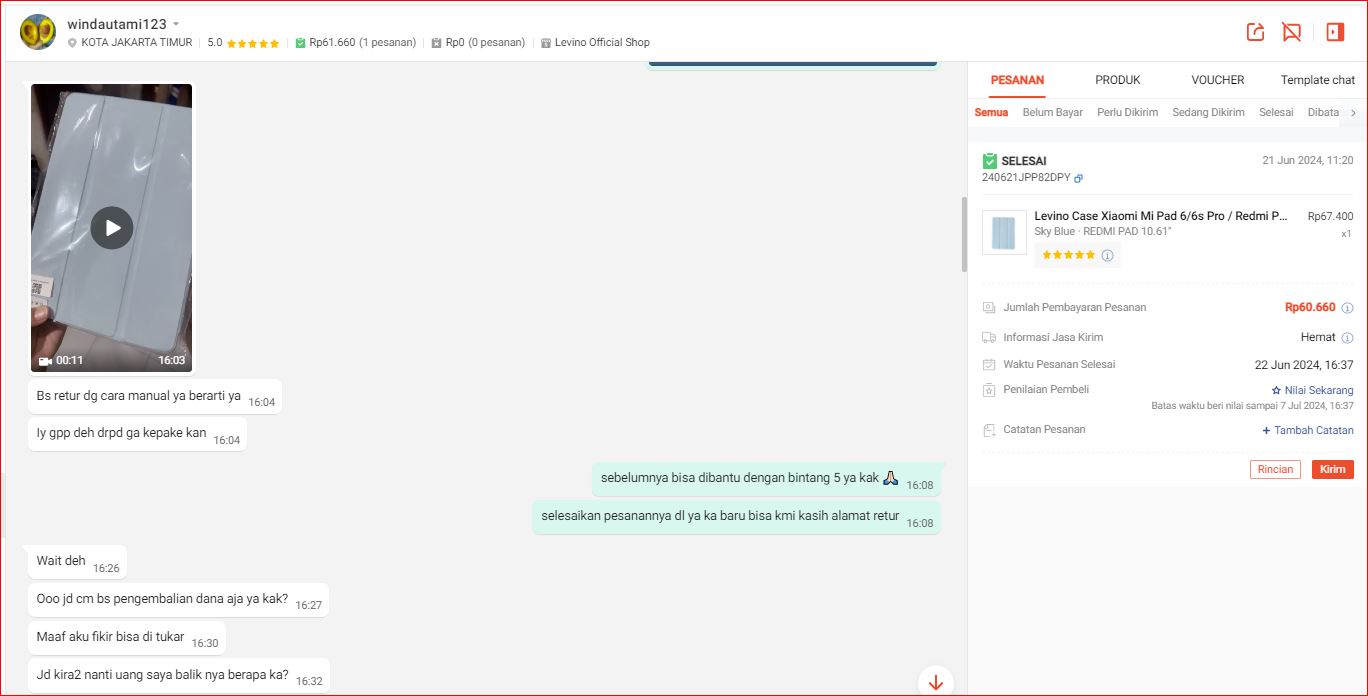 windautami123
KOTA JAKARTA TIMUR 5.0 Rp61.660 (1 pesanan) Rp0 (0 pesanan) Levino Official Shop
00:11 16:03
Bs retur dg cara manual ya berarti ya 16:04
Iy gpp deh drpd ga kepake kan 16:04
sebelumnya bisa dibantu dengan bintang 5 ya kak 🙏🏻 16:08
selesaikan pesanannya dl ya ka baru bisa kmi kasih alamat retur 16:08
Wait deh 16:26
Ooo jd cm bs pengembalian dana aja ya kak? 16:27
Maaf aku fikir bisa di tukar 16:30
Jd kira2 nanti uang saya balik nya berapa ka? 16:32
PESANAN PRODUK VOUCHER Template chat
Semua Belum Bayar Perlu Dikirim Sedang Dikirim Selesai Dibata
SELESAI 21 Jun 2024, 11:20
240621JPP82DPY
Levino Case Xiaomi Mi Pad 6/6s Pro / Redmi P... Rp67.400
Sky Blue · REDMI PAD 10.61" x1
Jumlah Pembayaran Pesanan Rp60.660
Informasi Jasa Kirim Hemat
Waktu Pesanan Selesai 22 Jun 2024, 16:37
Penilaian Pembeli Nilai Sekarang
Batas waktu beri nilai sampai 7 Jul 2024, 16:37
Catatan Pesanan + Tambah Catatan
Rincian Kirim